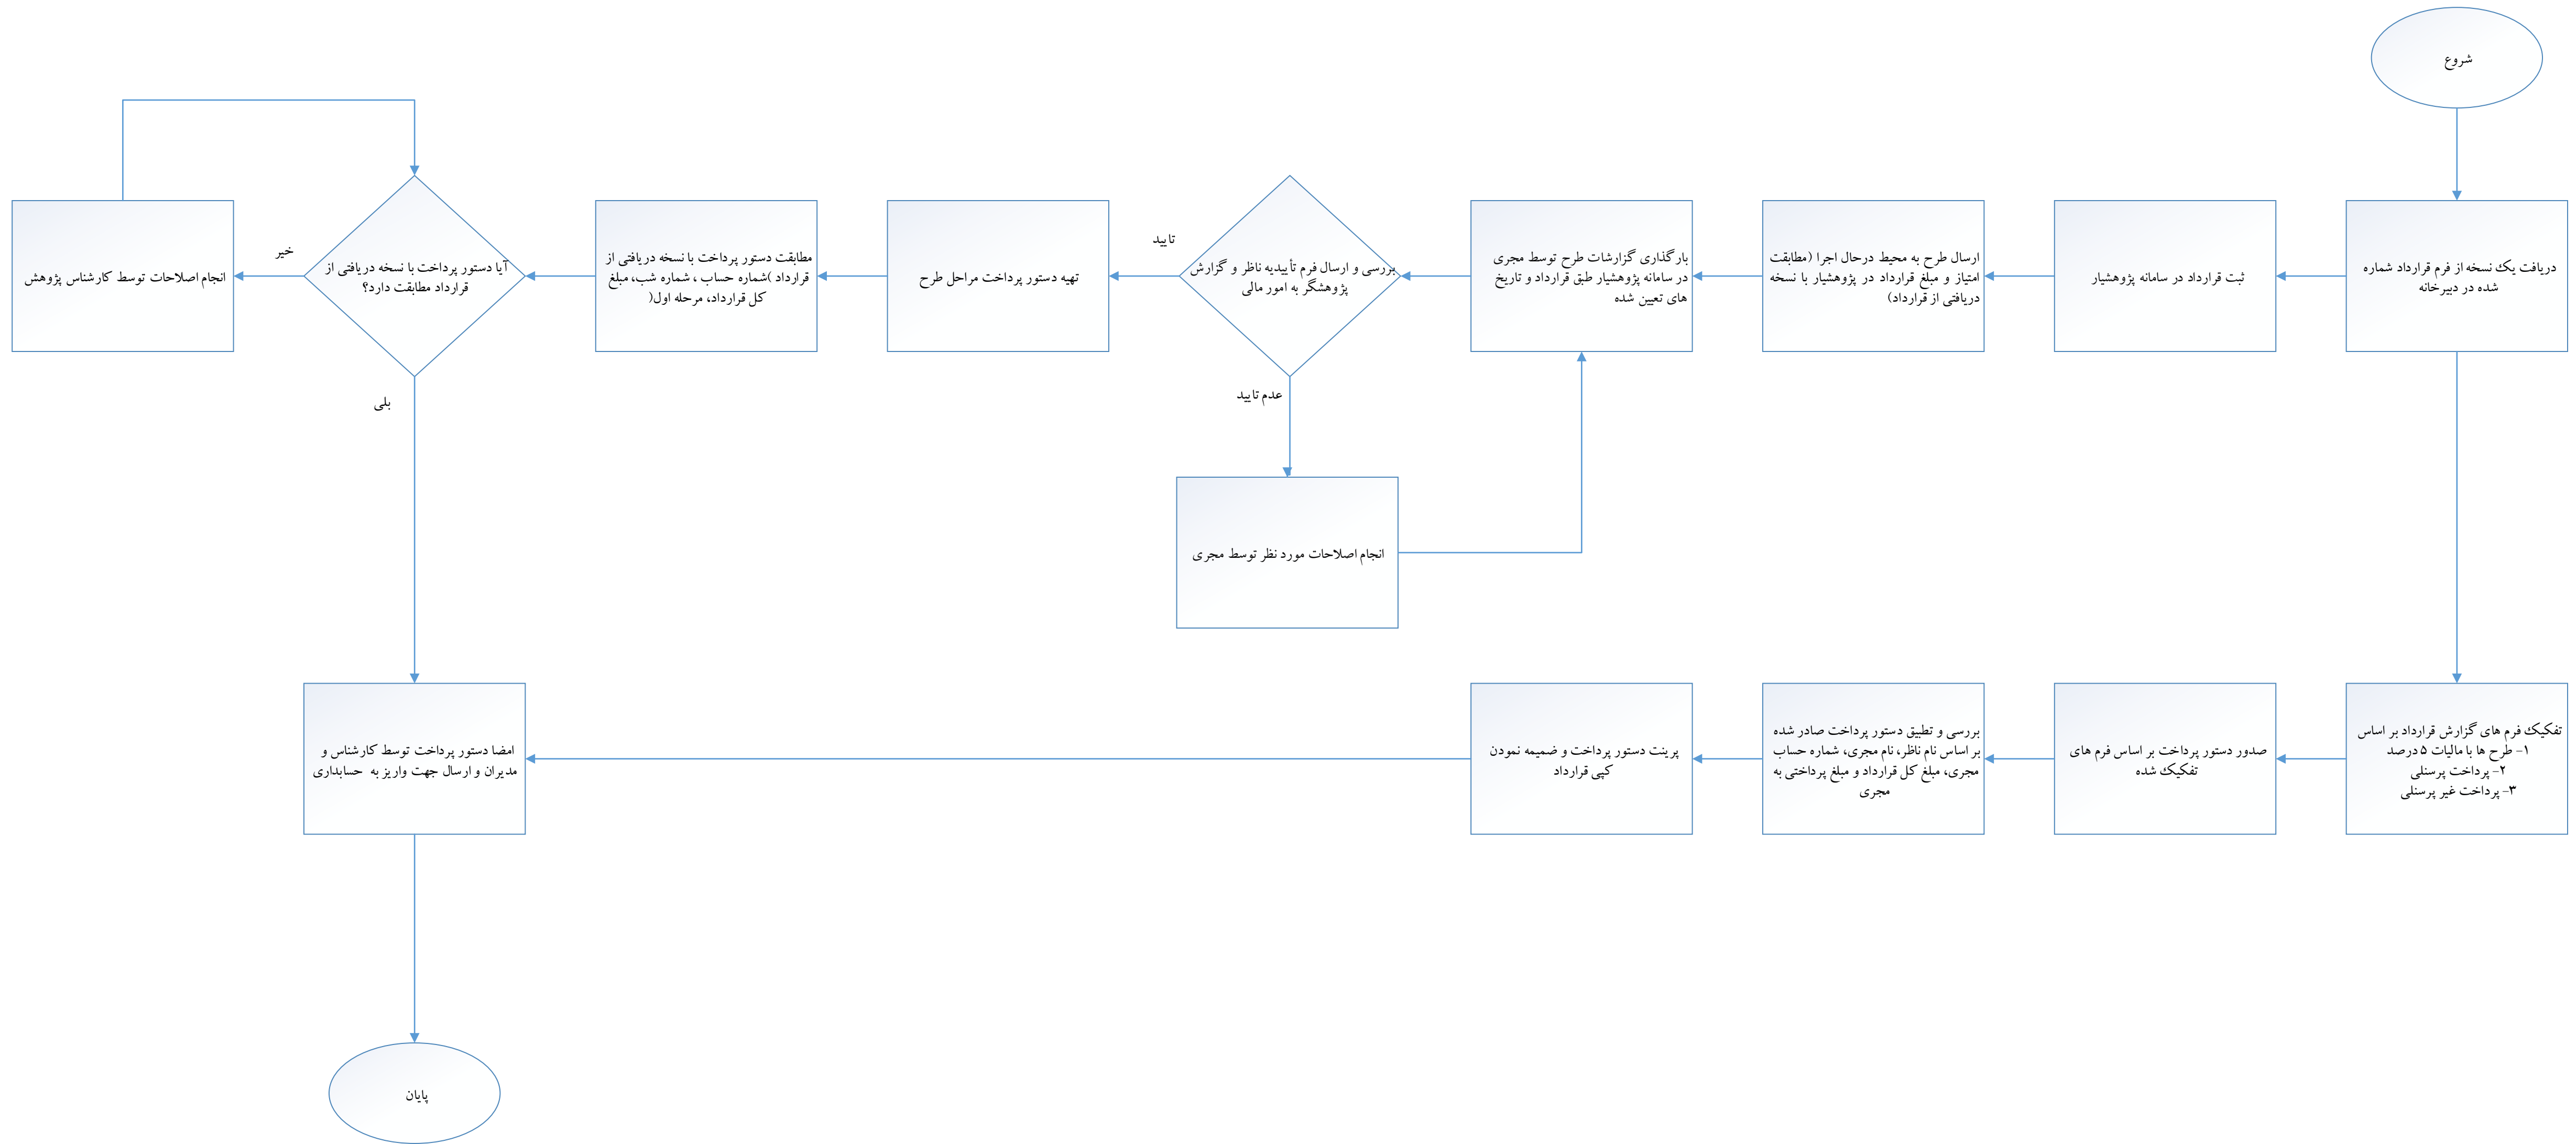 شروع
دریافت یک نسخه از فرم قرارداد شماره
شده در دبیرخانه
ثبت قرارداد در سامانه پژوهشیار
ارسال طرح به محیط درحال اجرا (مطابقت
امتیاز و مبلغ قرارداد در پژوهشیار با نسخه
دریافتی از قرارداد)
بارگذاری گزارشات طرح توسط مجری
در سامانه پژوهشیار طبق قرارداد و تاریخ
های تعیین شده
بررسی و ارسال فرم تأییدیه ناظر و گزارش
پژوهشگر به امور مالی
تایید
عدم تایید
تهیه دستور پرداخت مراحل طرح
مطابقت دستور پرداخت با نسخه دریافتی از
قرارداد )شماره حساب ، شماره شب، مبلغ
کل قرارداد، مرحله اول(
آیا دستور پرداخت با نسخه دریافتی از
قرارداد مطابقت دارد؟
خیر
بلی
انجام اصلاحات توسط کارشناس پژوهش
انجام اصلاحات مورد نظر توسط مجری
تفکیک فرم های گزارش قرارداد بر اساس
۱- طرح ها با مالیات ۵ درصد
۲- پرداخت پرسنلی
۳- پرداخت غیر پرسنلی
صدور دستور پرداخت بر اساس فرم های
تفکیک شده
بررسی و تطبیق دستور پرداخت صادر شده
بر اساس نام ناظر، نام مجری، شماره حساب
مجری، مبلغ کل قرارداد و مبلغ پرداختی به
مجری
پرینت دستور پرداخت و ضمیمه نمودن
کپی قرارداد
امضا دستور پرداخت توسط کارشناس و
مدیران و ارسال جهت واریز به حسابداری
پایان